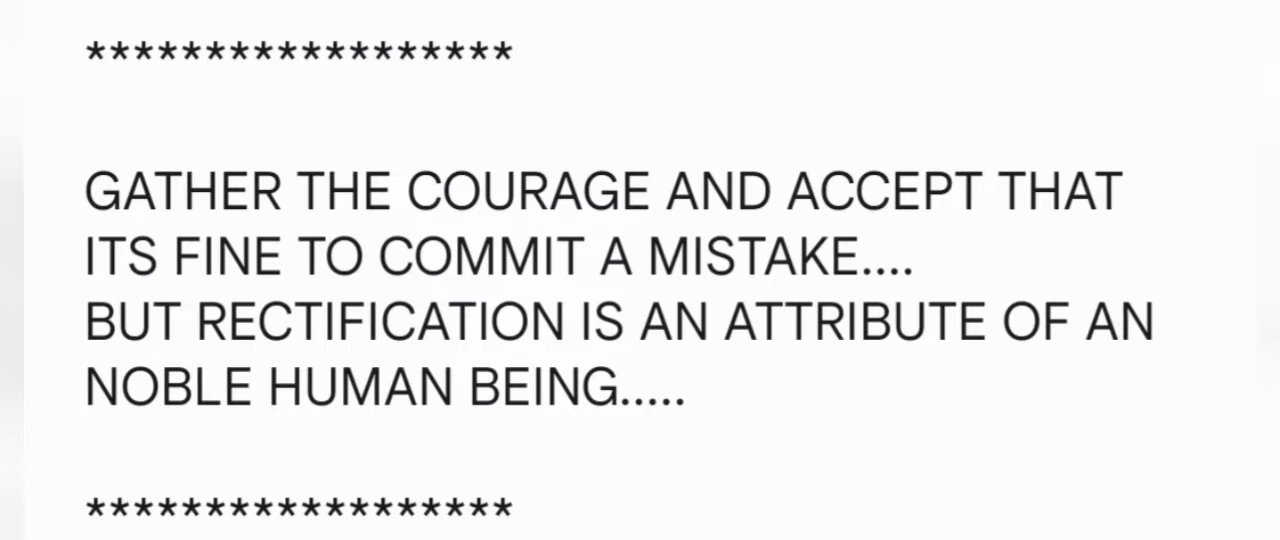 ******************
GATHER THE COURAGE AND ACCEPT THAT
ITS FINE TO COMMIT A MISTAKE....
BUT RECTIFICATION IS AN ATTRIBUTE OF AN
NOBLE HUMAN BEING.....
******************